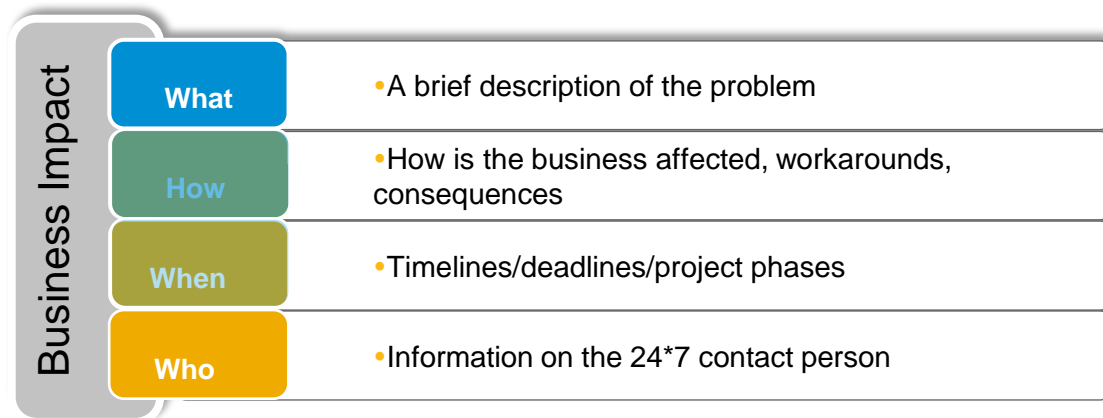 Business Impact
What
•A brief description of the problem
How
•How is the business affected, workarounds,
consequences
When
•Timelines/deadlines/project phases
Who
•Information on the 24*7 contact person